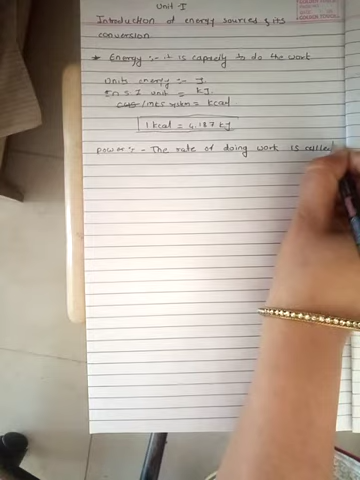 Unit-I
Introduction of energy sources & its
conversion
* Energy :- it is capacity to do the work
Units energy :- J.
In S.I unit = kJ.
/MKS system = kcal
1 kcal = 4.187 kJ
Power :- The rate of doing work is called